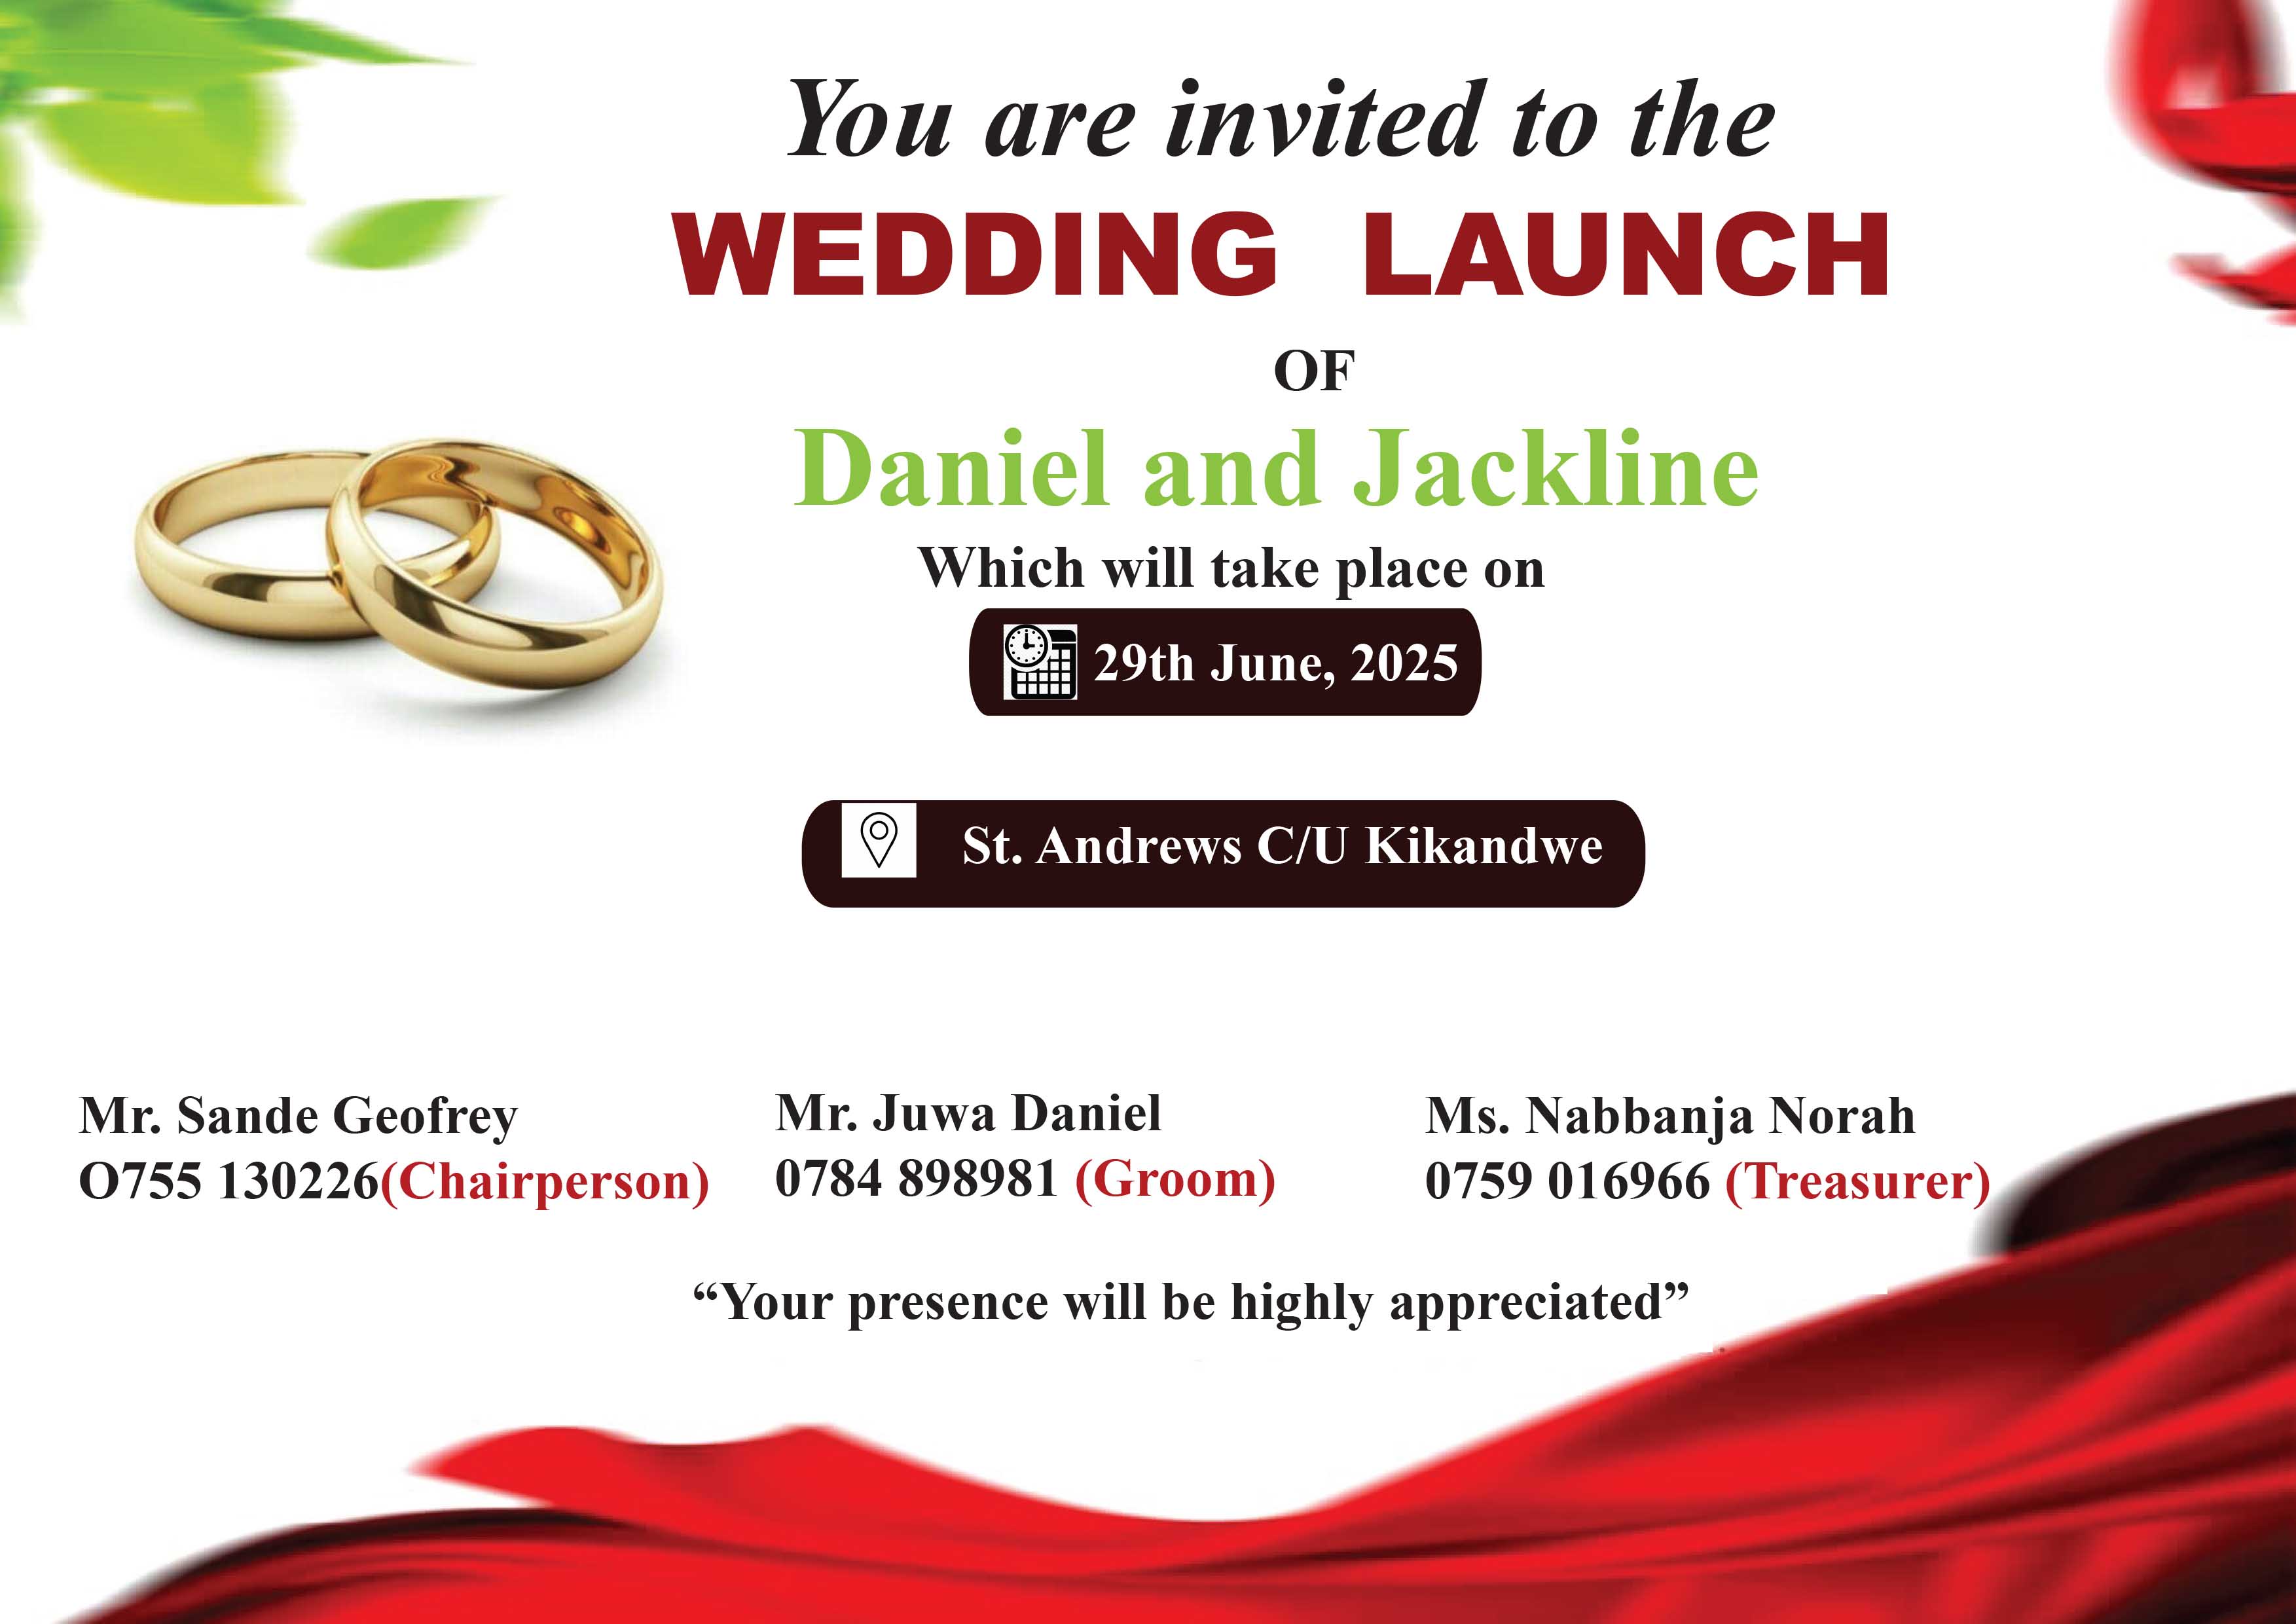 You are invited to the
WEDDING LAUNCH
OF
Daniel and Jackline
Which will take place on
29th June, 2025
St. Andrews C/U Kikandwe
Mr. Sande Geofrey
O755 130226(Chairperson)
Mr. Juwa Daniel
0784 898981 (Groom)
Ms. Nabbanja Norah
0759 016966 (Treasurer)
“Your presence will be highly appreciated”